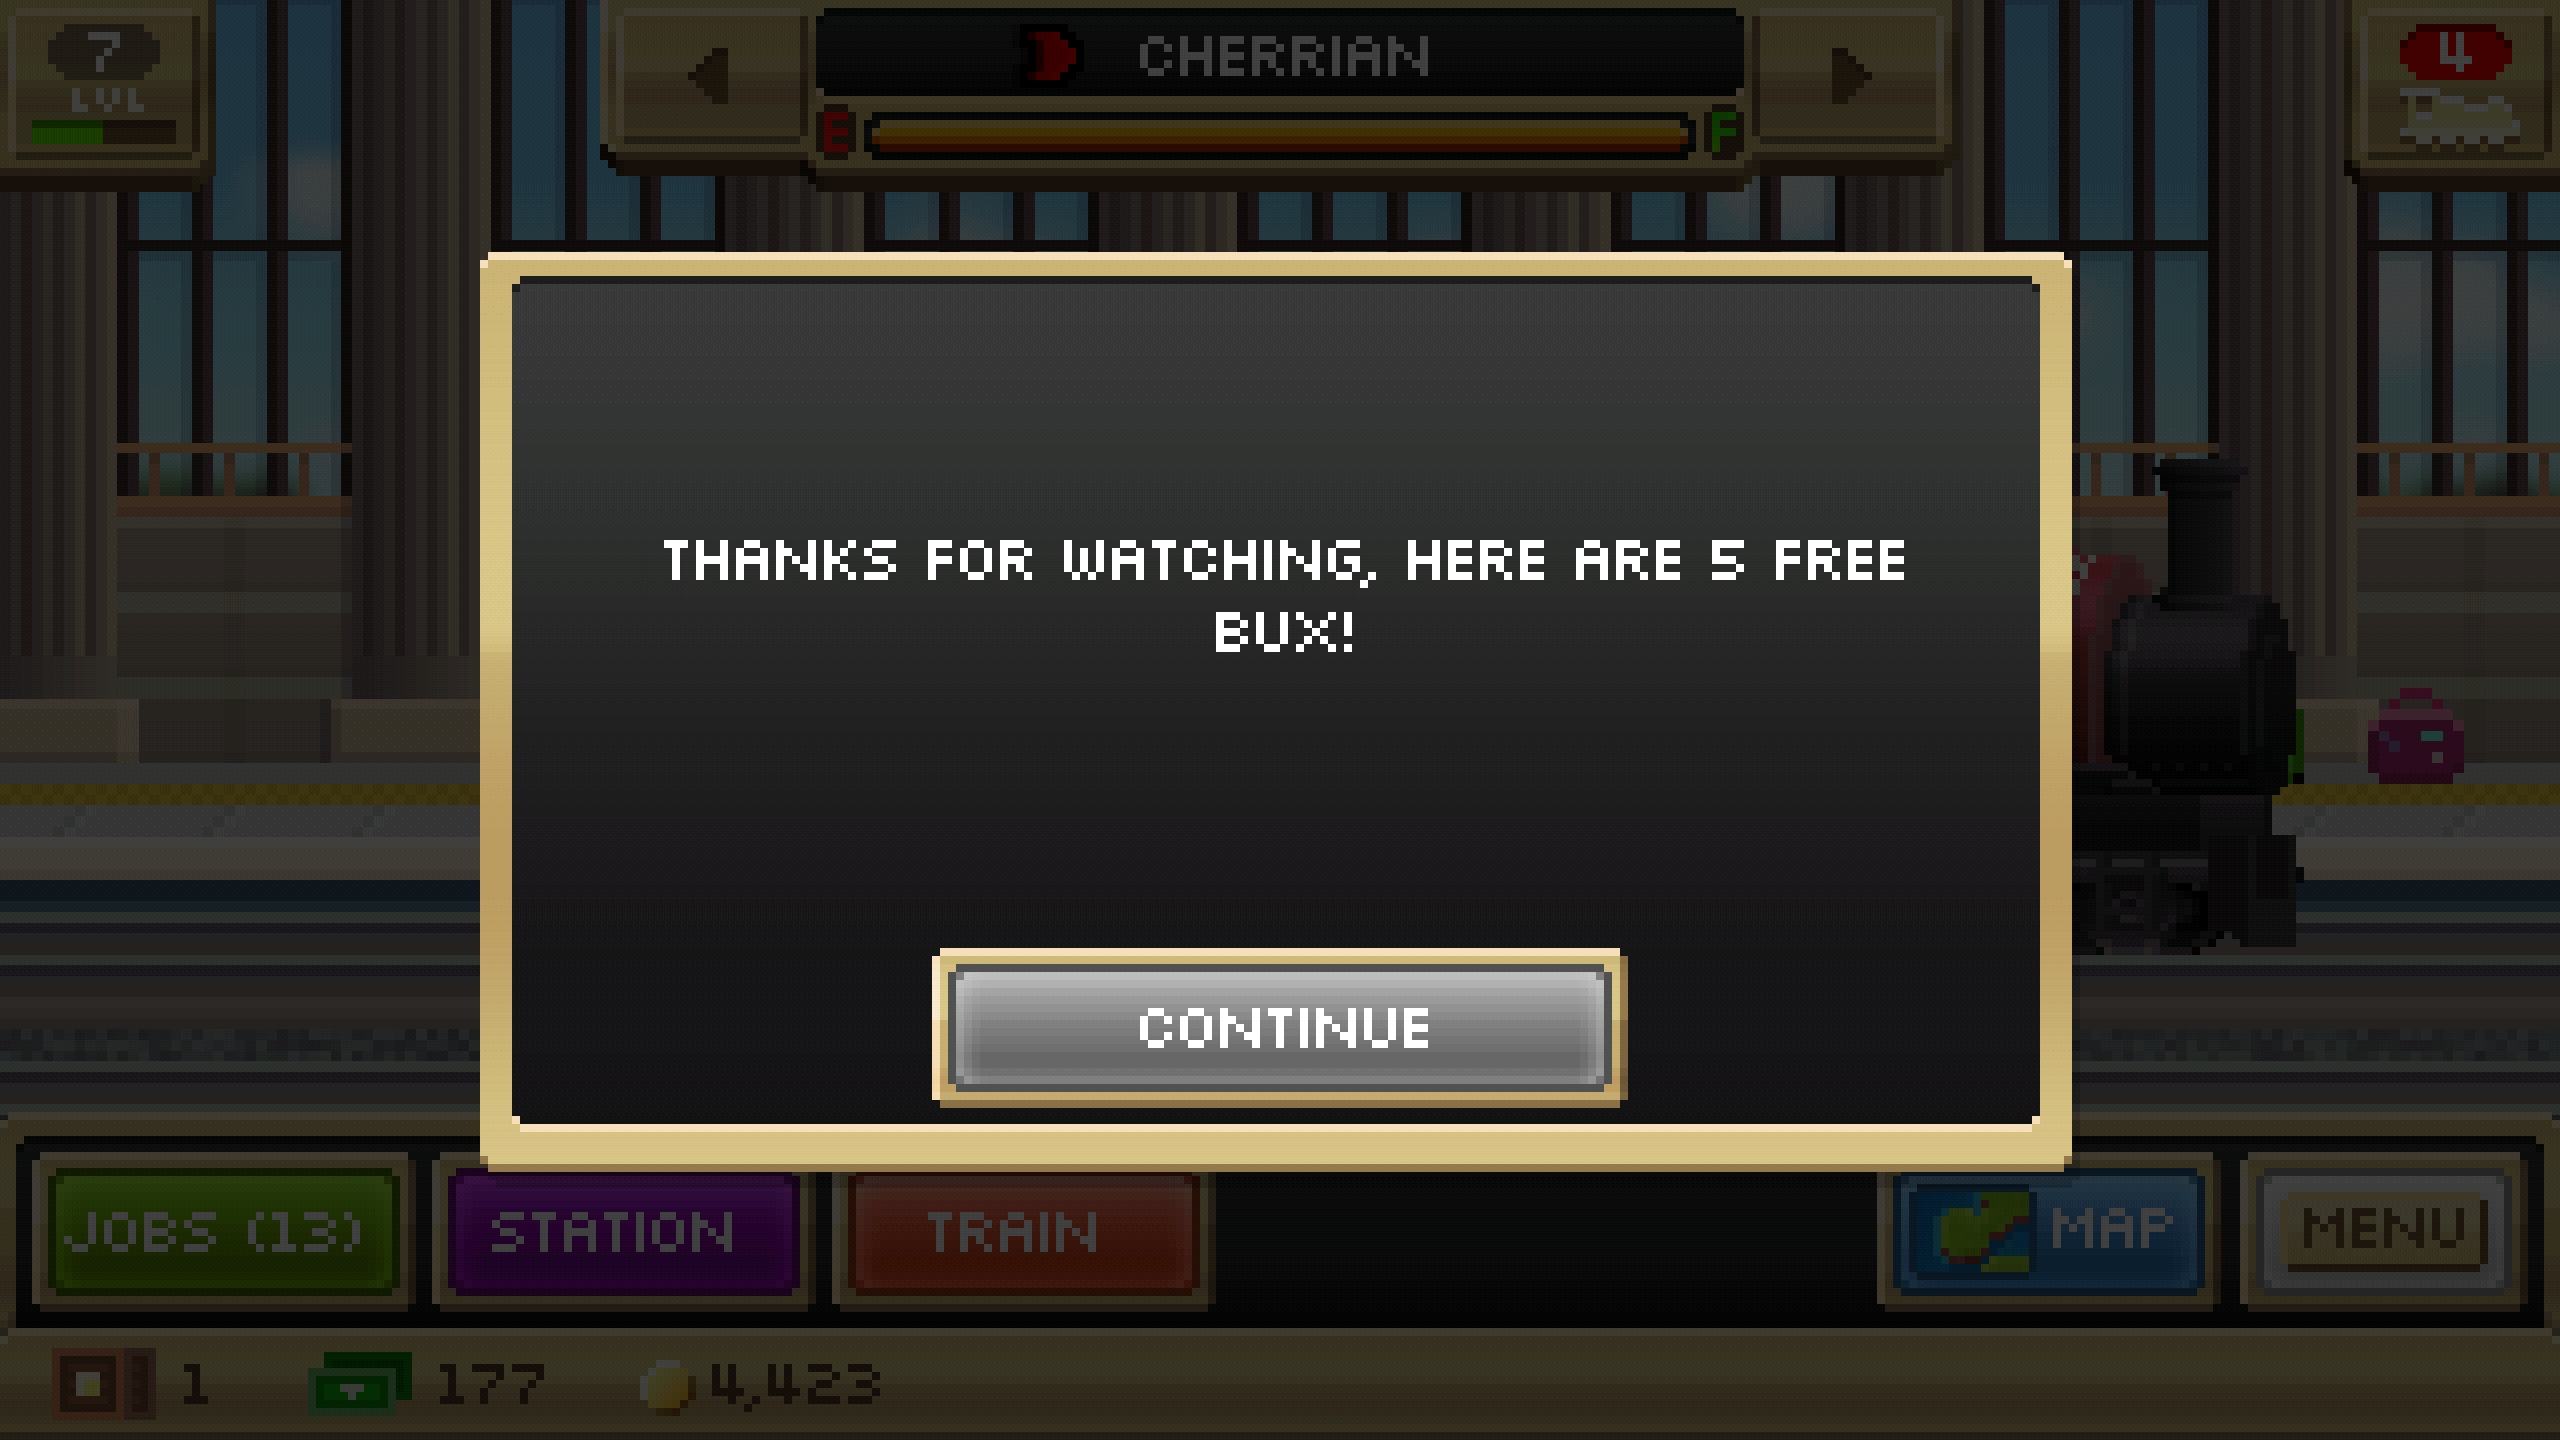 7
LVL
CHERRIAN
E
F
4
THANKS FOR WATCHING, HERE ARE 5 FREE
BUX!
CONTINUE
JOBS (13)
STATION
TRAIN
MAP
MENU
1
177
4,423